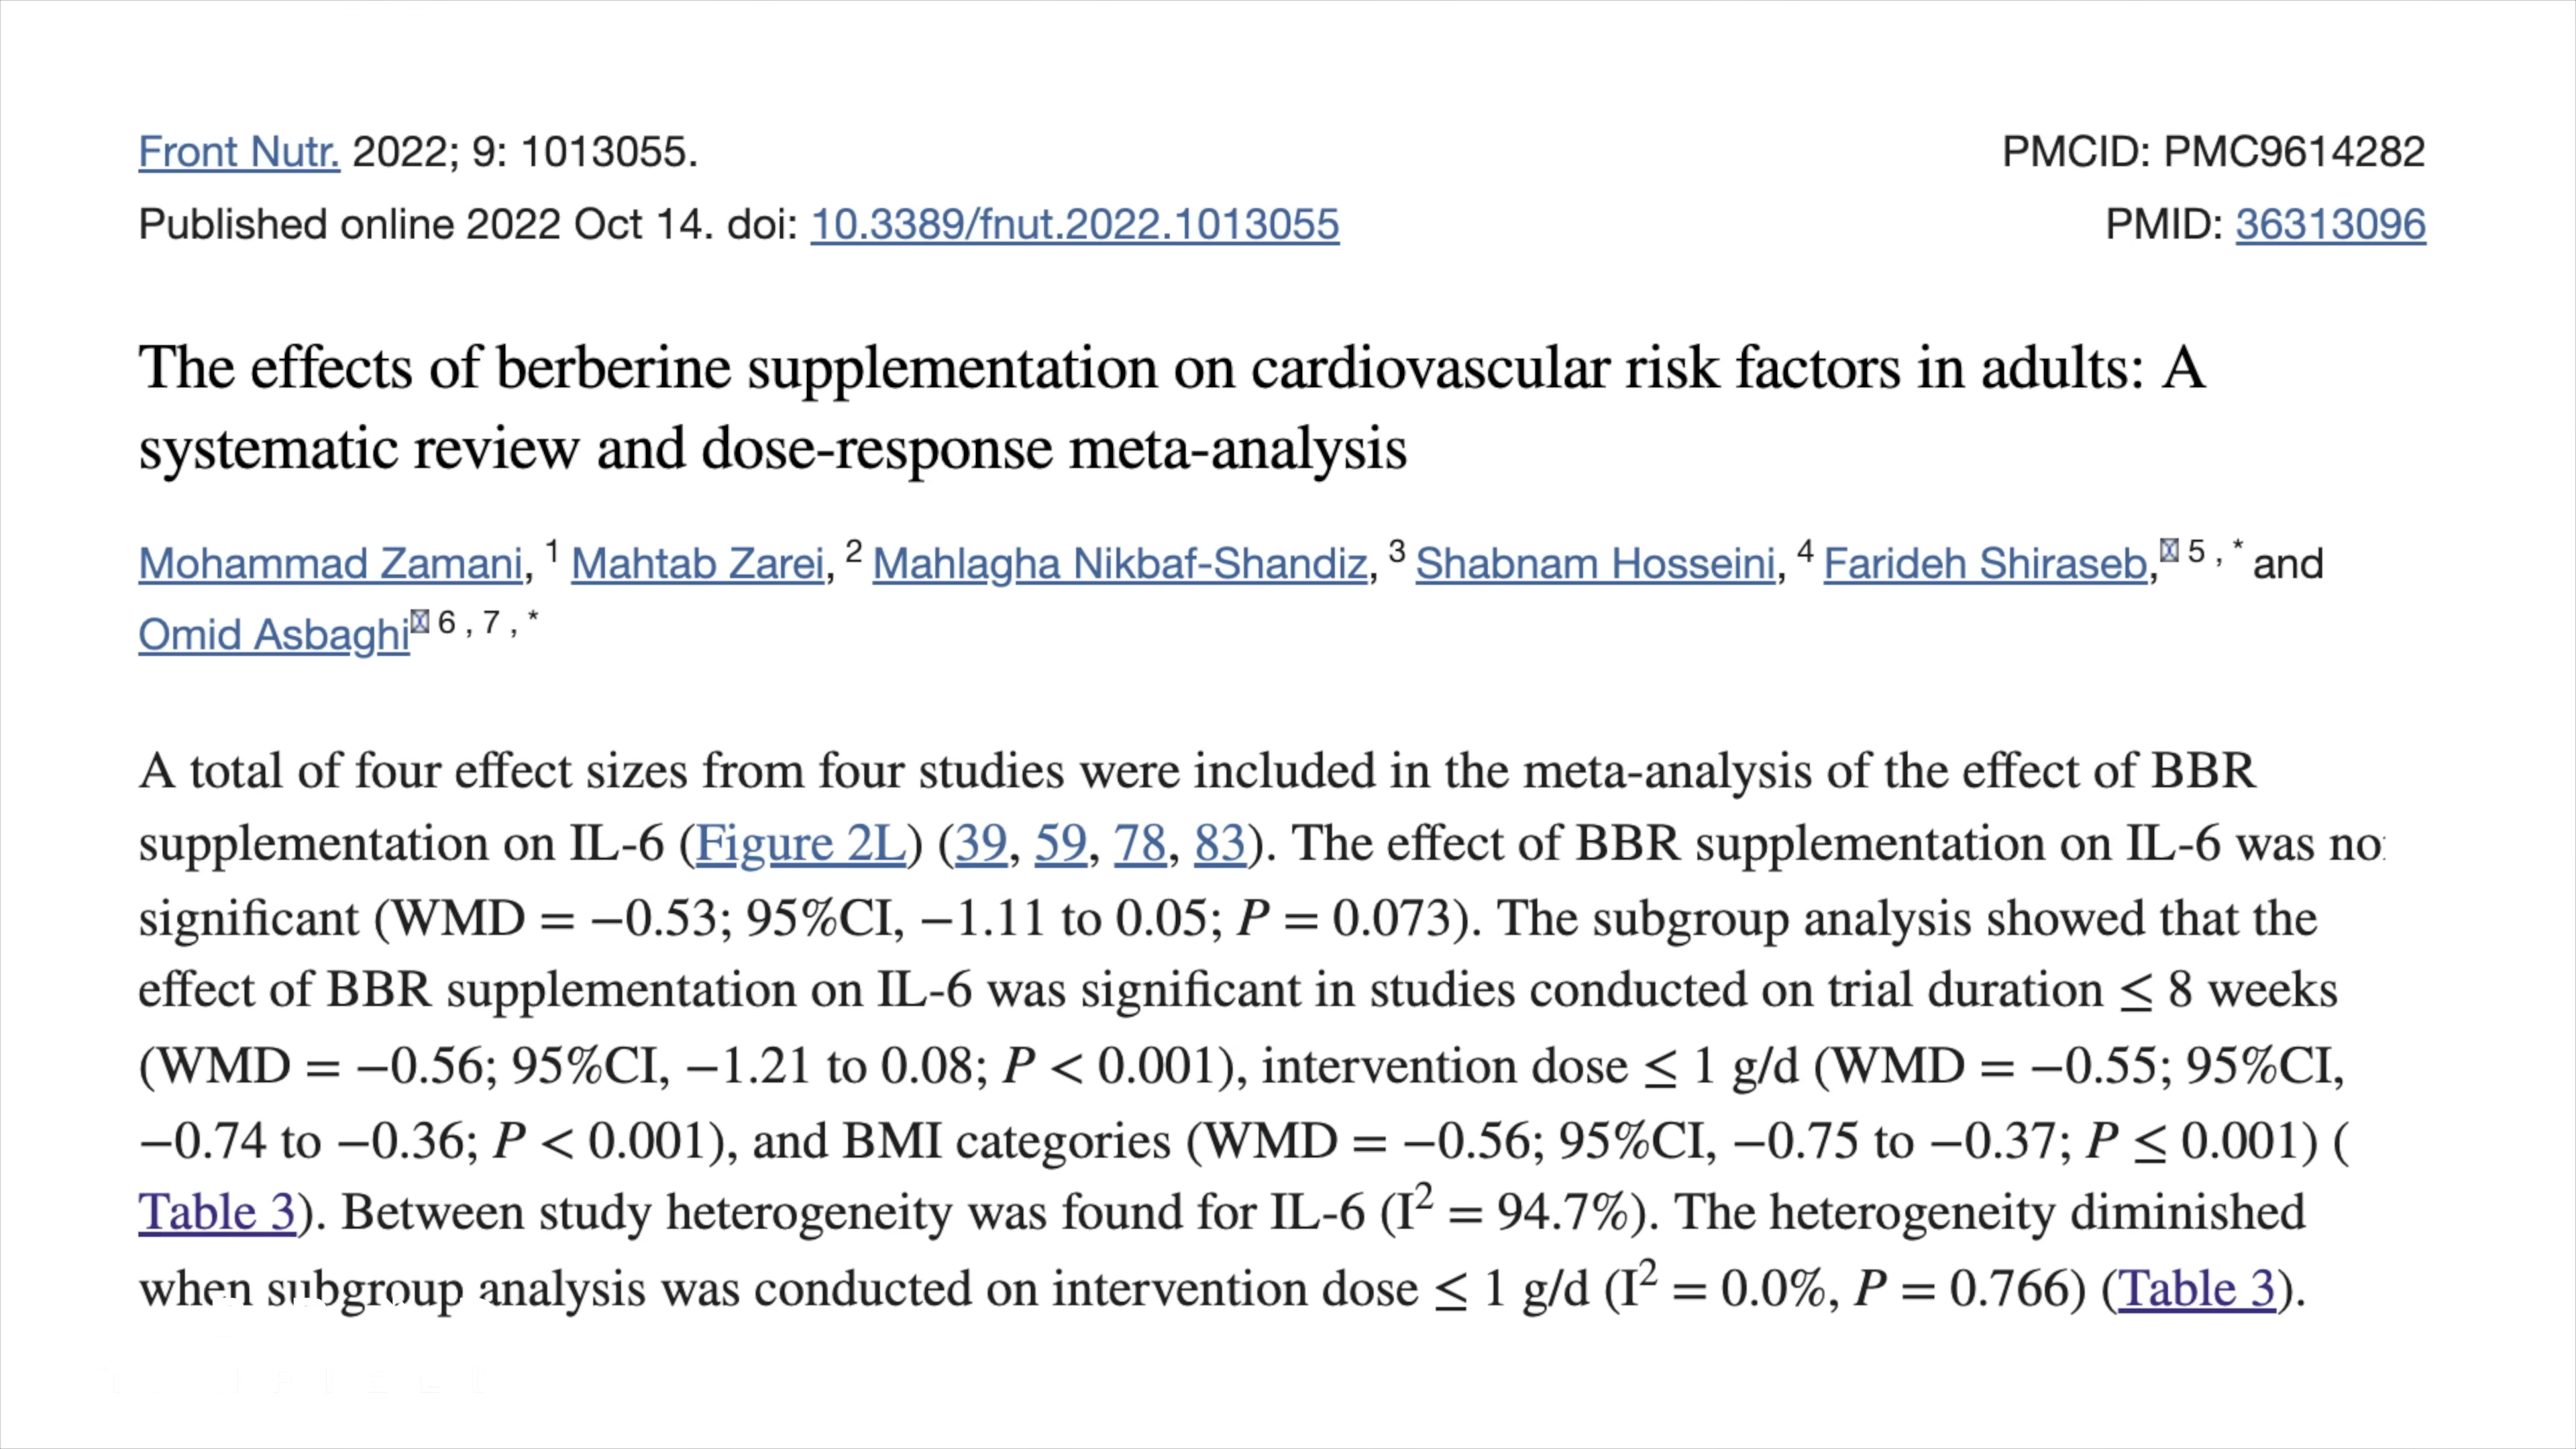 Front Nutr. 2022; 9: 1013055.
PMCID: PMC9614282
Published online 2022 Oct 14. doi: 10.3389/fnut.2022.1013055
PMID: 36313096
The effects of berberine supplementation on cardiovascular risk factors in adults: A
systematic review and dose-response meta-analysis
Mohammad Zamani, 1 Mahtab Zarei, 2 Mahlagha Nikbaf-Shandiz, 3 Shabnam Hosseini, 4 Farideh Shiraseb, 5 , * and
Omid Asbaghi 6 , 7 , *
A total of four effect sizes from four studies were included in the meta-analysis of the effect of BBR
supplementation on IL-6 (Figure 2L) (39, 59, 78, 83). The effect of BBR supplementation on IL-6 was no
significant (WMD = −0.53; 95%CI, −1.11 to 0.05; P = 0.073). The subgroup analysis showed that the
effect of BBR supplementation on IL-6 was significant in studies conducted on trial duration ≤ 8 weeks
(WMD = −0.56; 95%CI, −1.21 to 0.08; P < 0.001), intervention dose ≤ 1 g/d (WMD = −0.55; 95%CI,
−0.74 to −0.36; P < 0.001), and BMI categories (WMD = −0.56; 95%CI, −0.75 to −0.37; P ≤ 0.001) (
Table 3). Between study heterogeneity was found for IL-6 (I² = 94.7%). The heterogeneity diminished
when subgroup analysis was conducted on intervention dose ≤ 1 g/d (I² = 0.0%, P = 0.766) (Table 3).